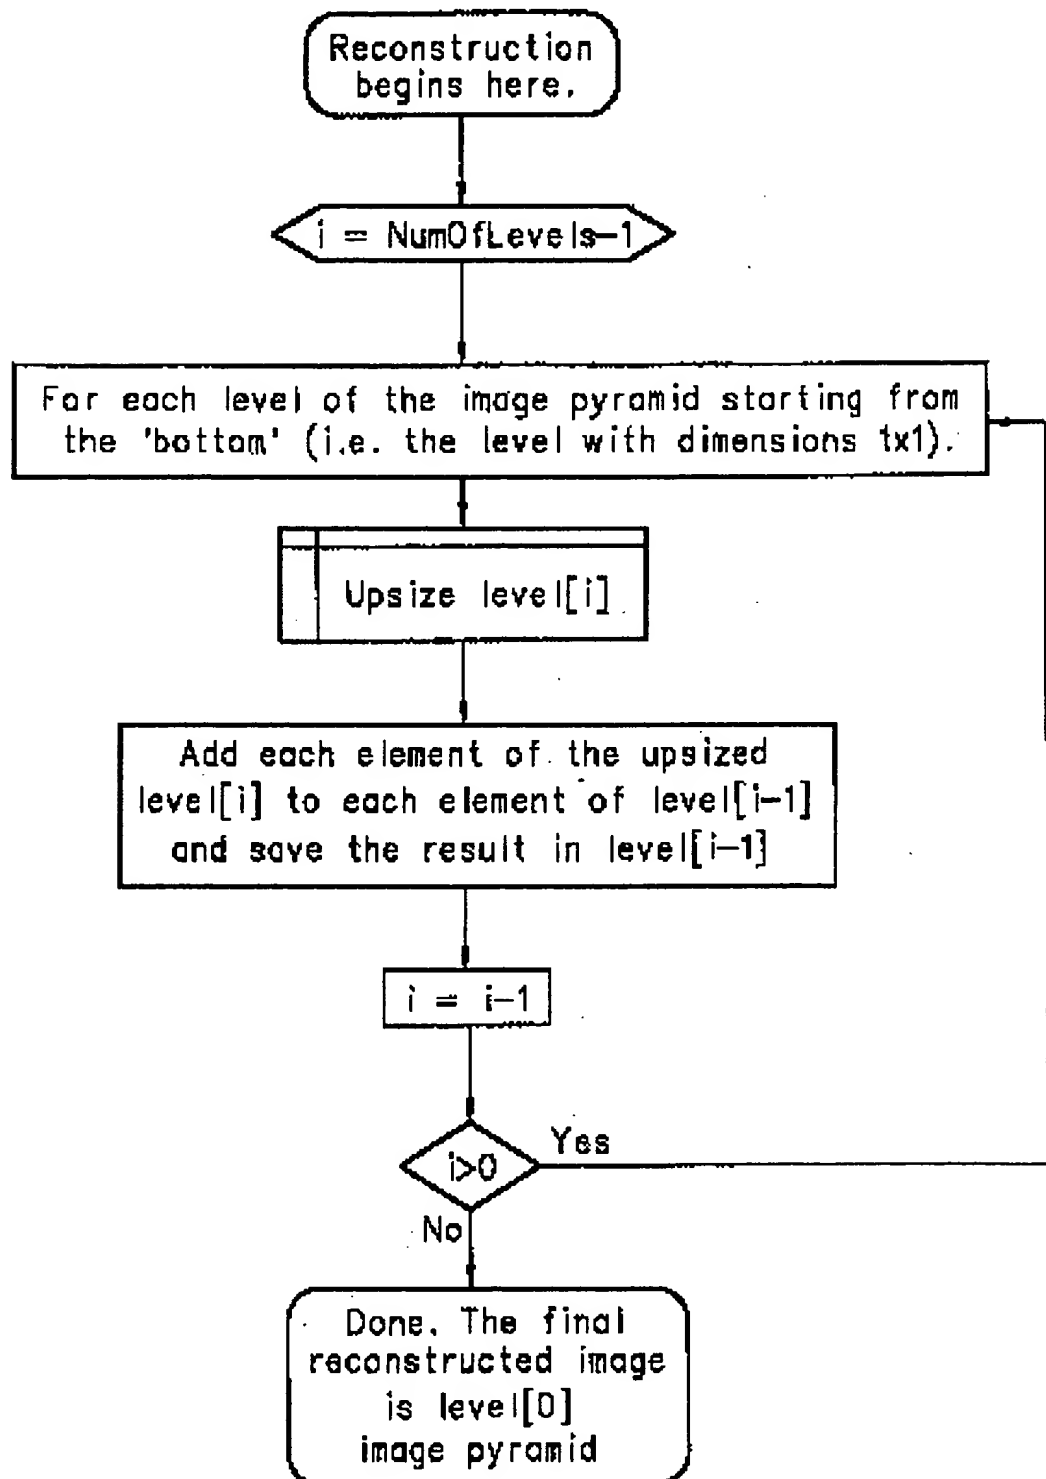 Reconstruction
begins here.
i = NumOfLevels-1
For each level of the image pyramid starting from
the 'bottom' (i.e. the level with dimensions 1x1).
Upsize level[i]
Add each element of the upsized
level[i] to each element of level[i-1]
and save the result in level[i-1]
i = i-1
i>0
Yes
No
Done. The final
reconstructed image
is level[0]
image pyramid